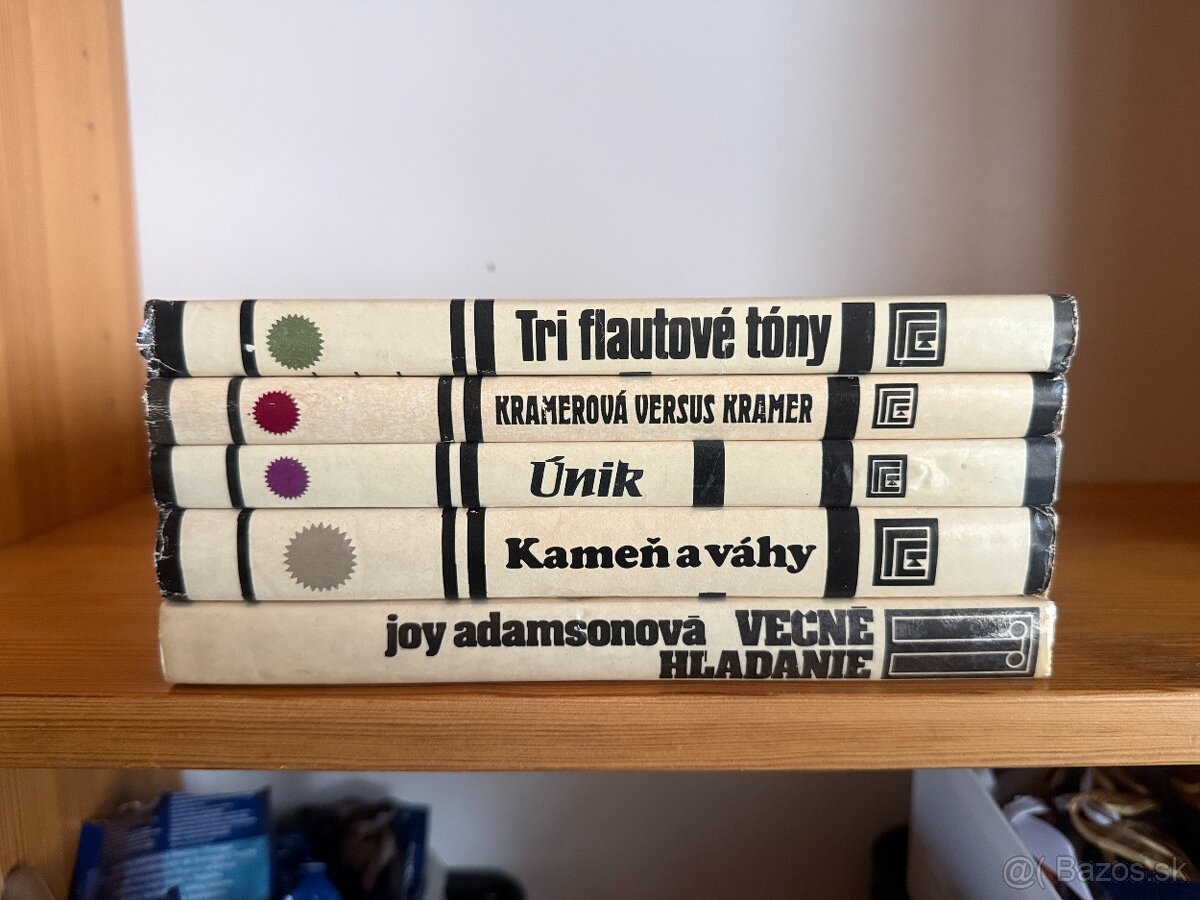 Tri flautové tóny
KRAMEROVÁ VERSUS KRAMER
Únik
Kameň a váhy
joy adamsonová VEČNÉ
HĽADANIE
@( Bazos.sk